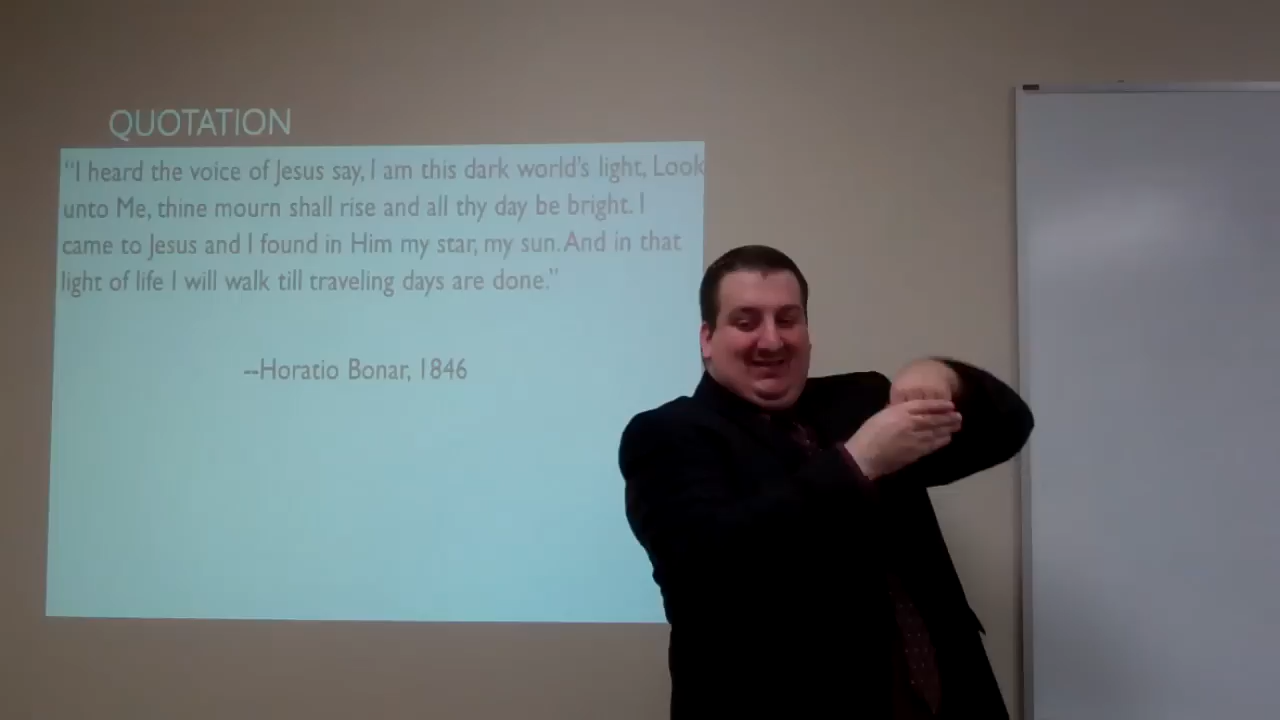 QUOTATION
“I heard the voice of Jesus say, I am this dark world’s light, Look
unto Me, thine mourn shall rise and all thy day be bright. I
came to Jesus and I found in Him my star, my sun. And in that
light of life I will walk till traveling days are done.”
--Horatio Bonar, 1846